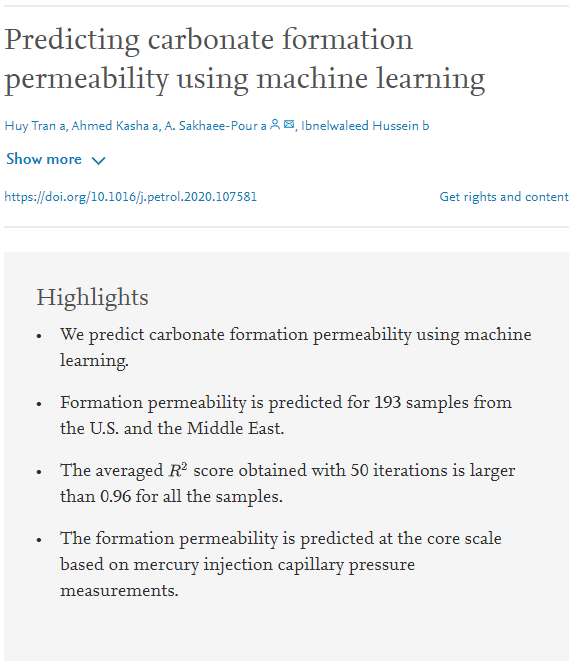 Predicting carbonate formation
permeability using machine learning
Huy Tran a, Ahmed Kasha a, A. Sakhaee-Pour a, Ibnelwaleed Hussein b
Show more
https://doi.org/10.1016/j.petrol.2020.107581
Get rights and content
Highlights
• We predict carbonate formation permeability using machine
learning.
• Formation permeability is predicted for 193 samples from
the U.S. and the Middle East.
• The averaged R² score obtained with 50 iterations is larger
than 0.96 for all the samples.
• The formation permeability is predicted at the core scale
based on mercury injection capillary pressure
measurements.